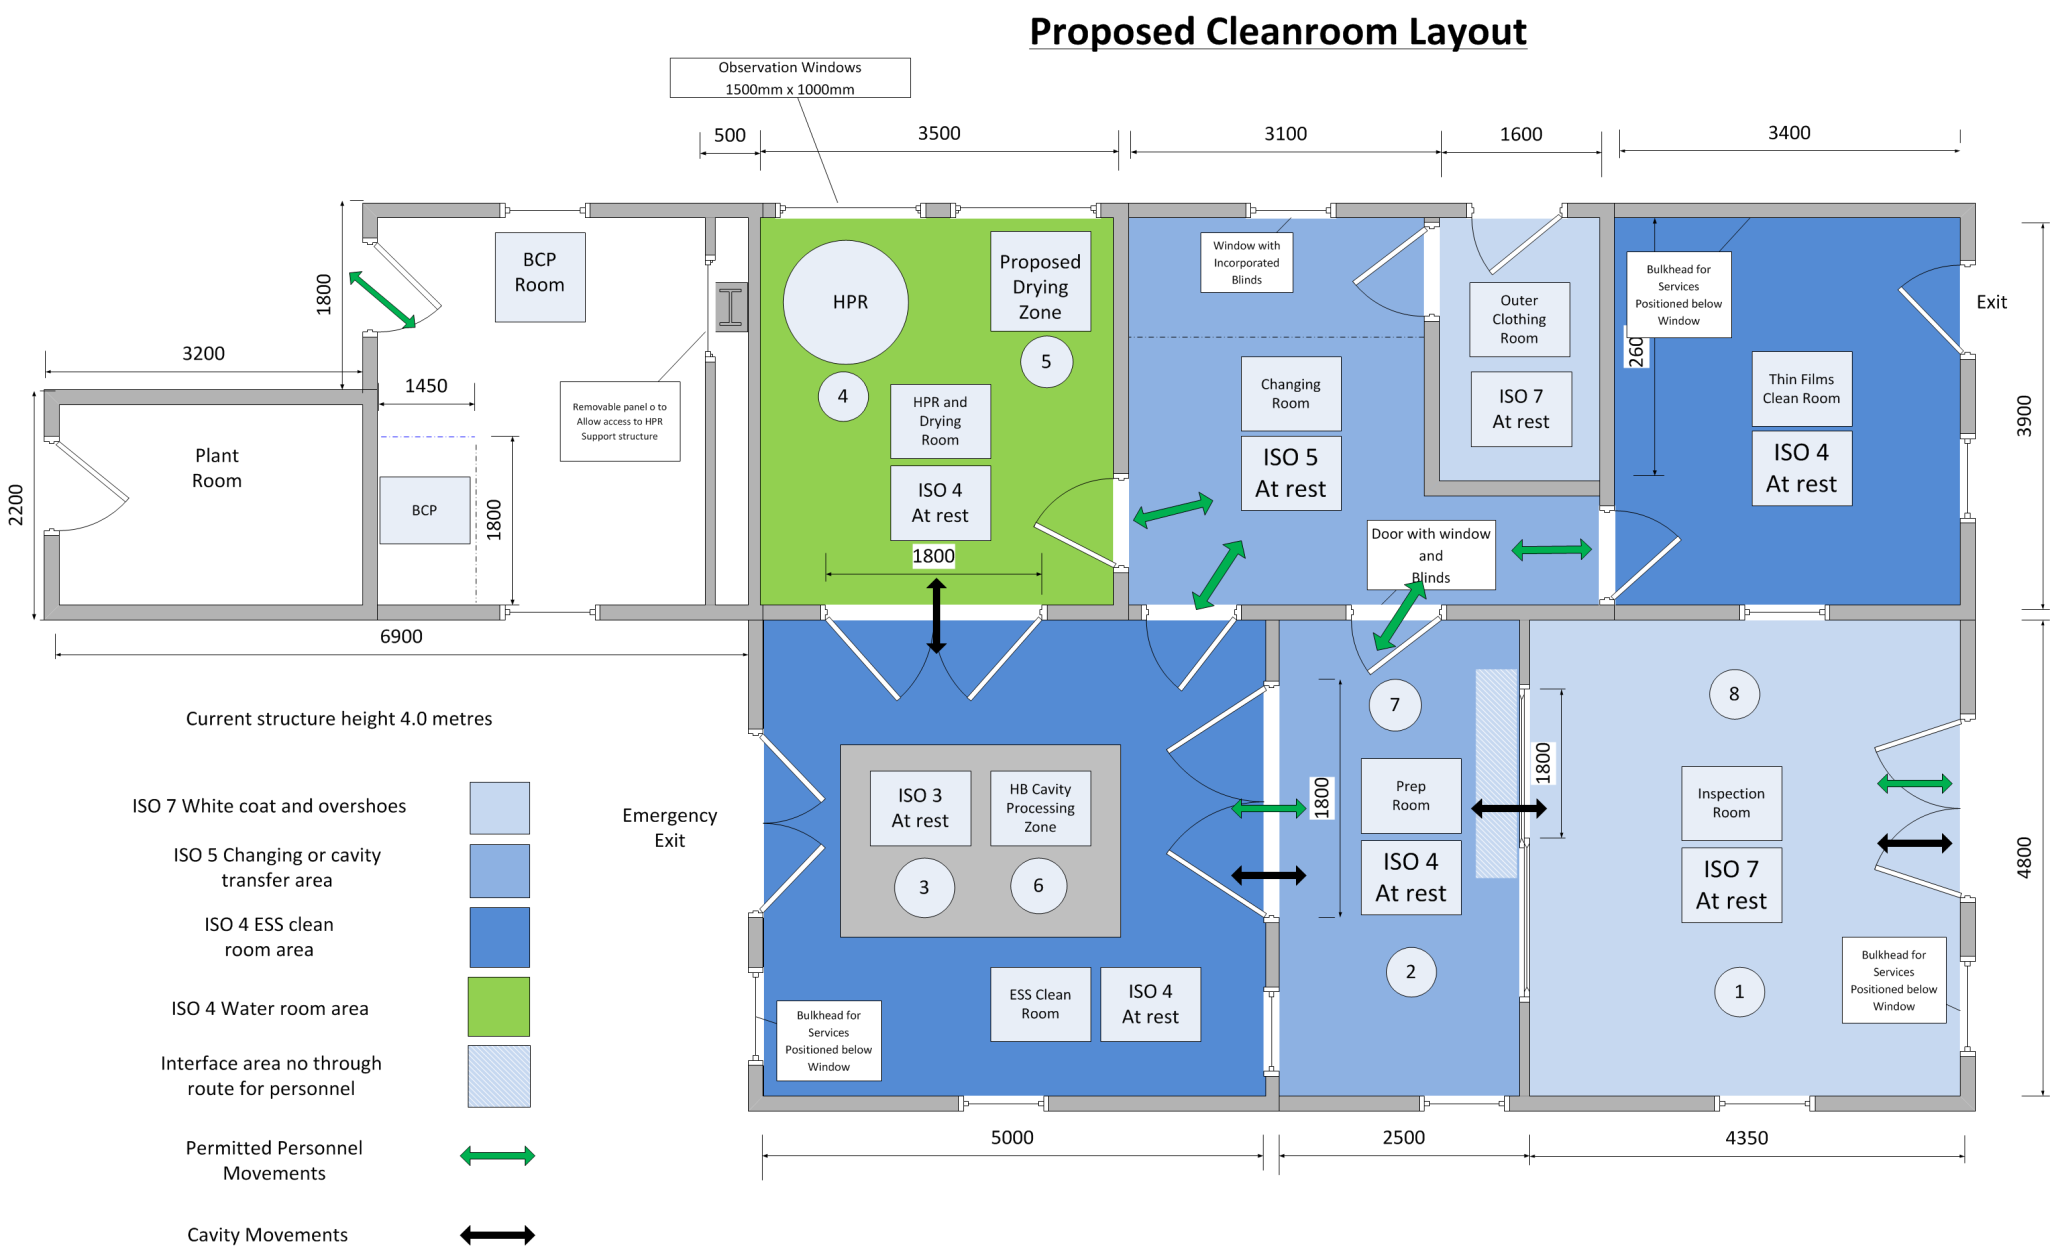 Proposed Cleanroom Layout
Observation Windows
1500mm x 1000mm
500
3500
3100
1600
3400
BCP
Room
1800
3200
1450
Removable panel o to
Allow access to HPR
Support structure
Plant
Room
BCP
1800
2200
6900
HPR
Proposed
Drying
Zone
4
5
HPR and
Drying
Room
ISO 4
At rest
1800
Window with
Incorporated
Blinds
Changing
Room
ISO 5
At rest
Outer
Clothing
Room
ISO 7
At rest
Door with window
and
Blinds
Bulkhead for
Services
Positioned below
Window
260
Thin Films
Clean Room
ISO 4
At rest
Exit
3900
Current structure height 4.0 metres
ISO 7 White coat and overshoes
ISO 5 Changing or cavity
transfer area
ISO 4 ESS clean
room area
ISO 4 Water room area
Interface area no through
route for personnel
Permitted Personnel
Movements
Cavity Movements
Emergency
Exit
ISO 3
At rest
HB Cavity
Processing
Zone
3
6
ESS Clean
Room
ISO 4
At rest
Bulkhead for
Services
Positioned below
Window
1800
7
Prep
Room
ISO 4
At rest
2
1800
8
Inspection
Room
ISO 7
At rest
1
Bulkhead for
Services
Positioned below
Window
4800
5000
2500
4350